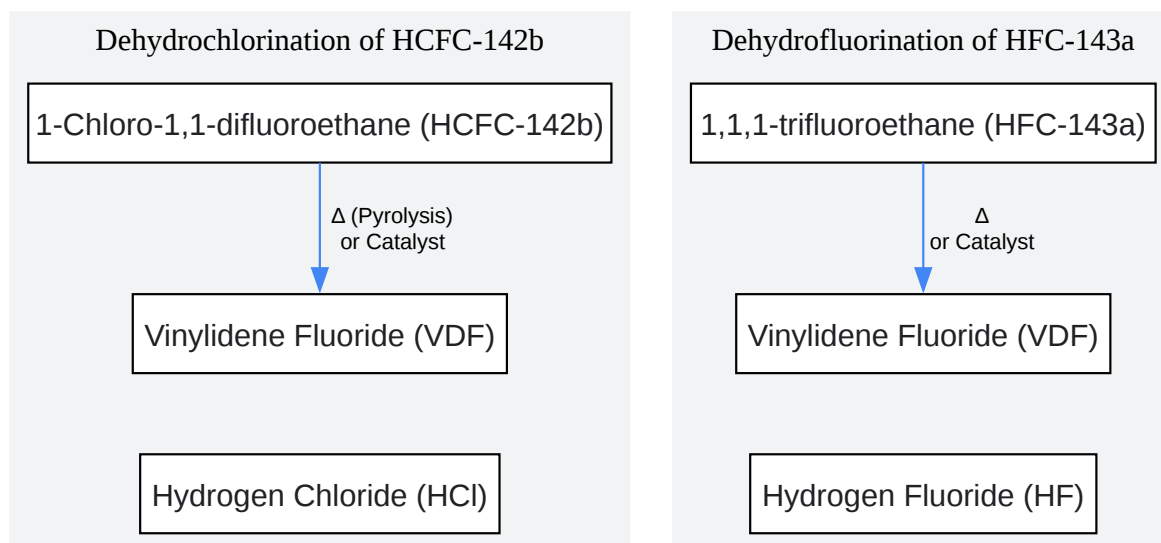 Dehydrochlorination of HCFC-142b
1-Chloro-1,1-difluoroethane (HCFC-142b)
Δ (Pyrolysis)
or Catalyst
Vinylidene Fluoride (VDF)
Hydrogen Chloride (HCl)
Dehydrofluorination of HFC-143a
1,1,1-trifluoroethane (HFC-143a)
Δ
or Catalyst
Vinylidene Fluoride (VDF)
Hydrogen Fluoride (HF)